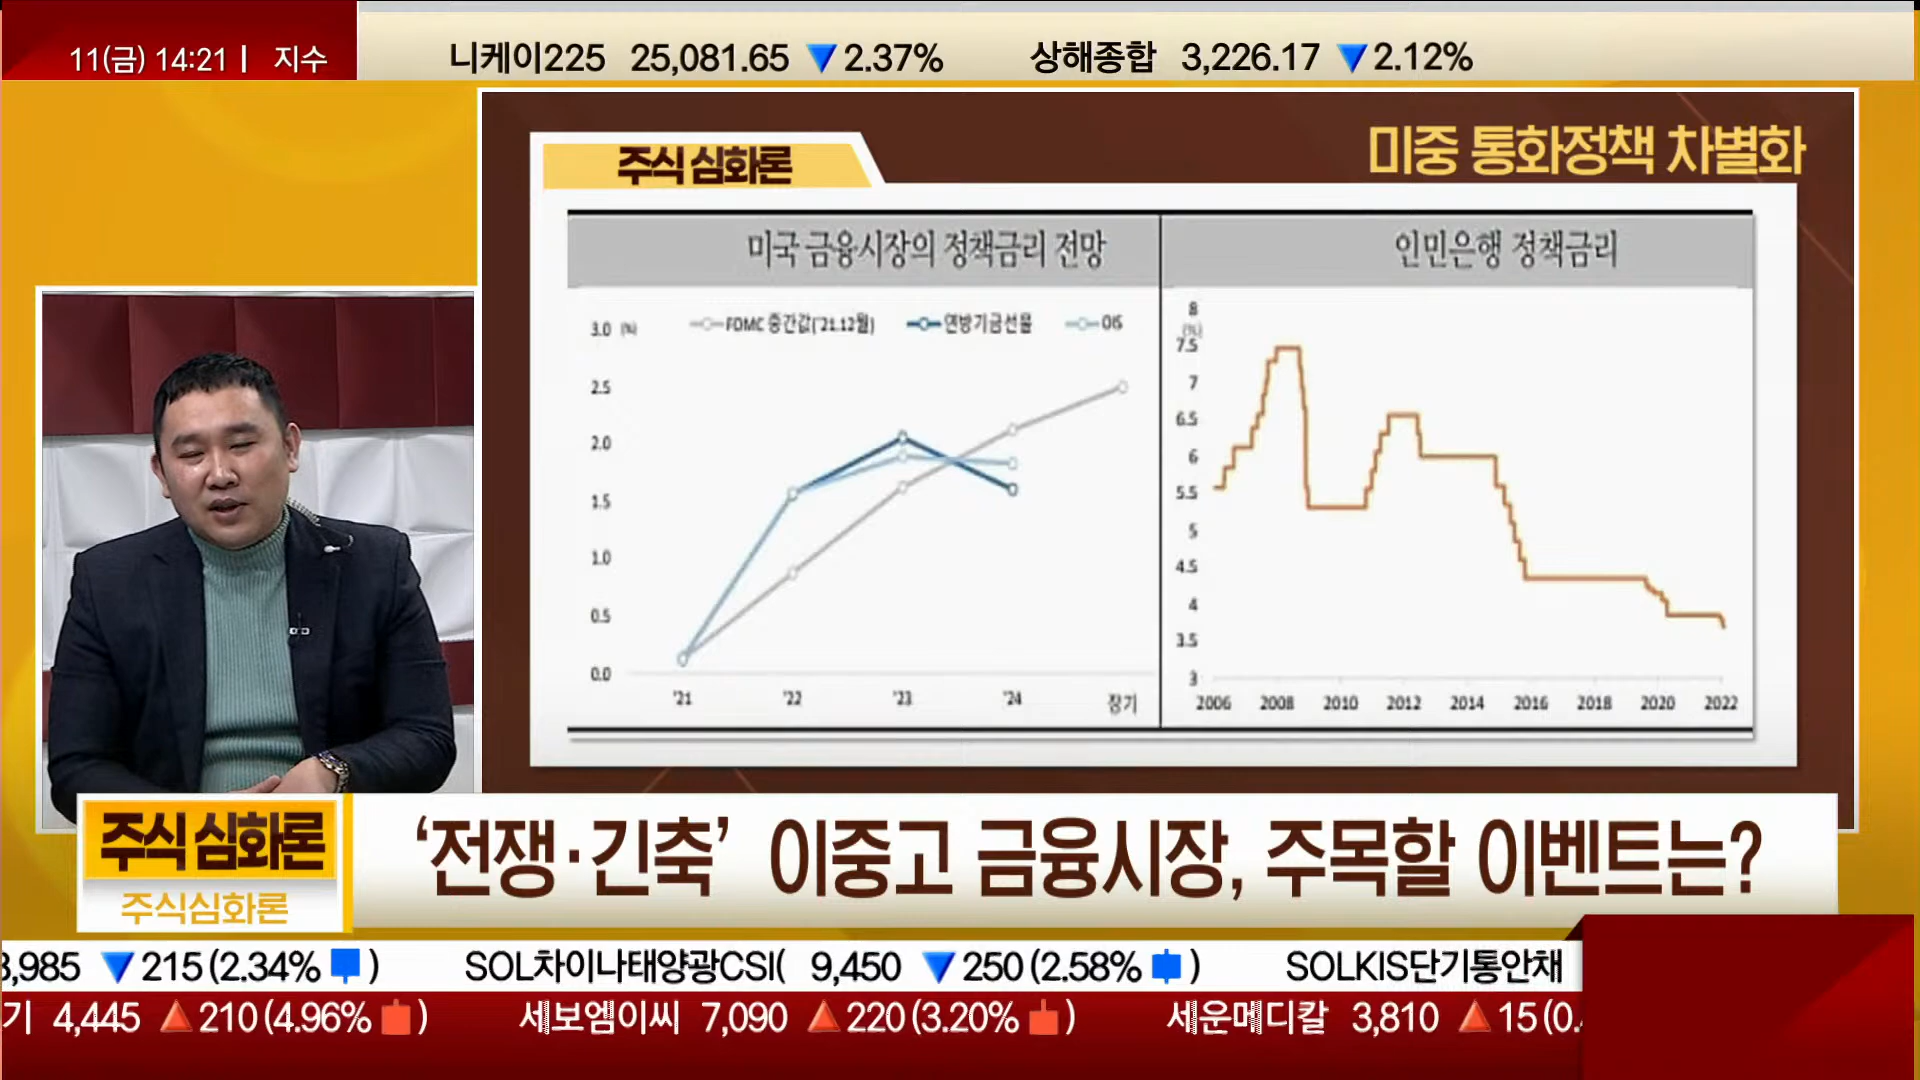 11(금) 14:21 | 지수
니케이225 25,081.65 ▼2.37% 상해종합 3,226.17 ▼2.12%
미중 통화정책 차별화
주식 심화론
미국 금융시장의 정책금리 전망
3.0 (%)
FOMC 중간값('21.12월) 연방기금선물 OIS
2.5
2.0
1.5
1.0
0.5
0.0
'21 '22 '23 '24 장기
인민은행 정책금리
8
(%)
7.5
7
6.5
6
5.5
5
4.5
4
3.5
3
2006 2008 2010 2012 2014 2016 2018 2020 2022
주식 심화론
주식심화론
‘전쟁·긴축’ 이중고 금융시장, 주목할 이벤트는?
3,985 ▼215(2.34%) SOL차이나태양광CSI( 9,450 ▼250(2.58%) SOLKIS단기통안채
기 4,445 ▲210(4.96%) 세보엠이씨 7,090 ▲220(3.20%) 세운메디칼 3,810 ▲15(0.